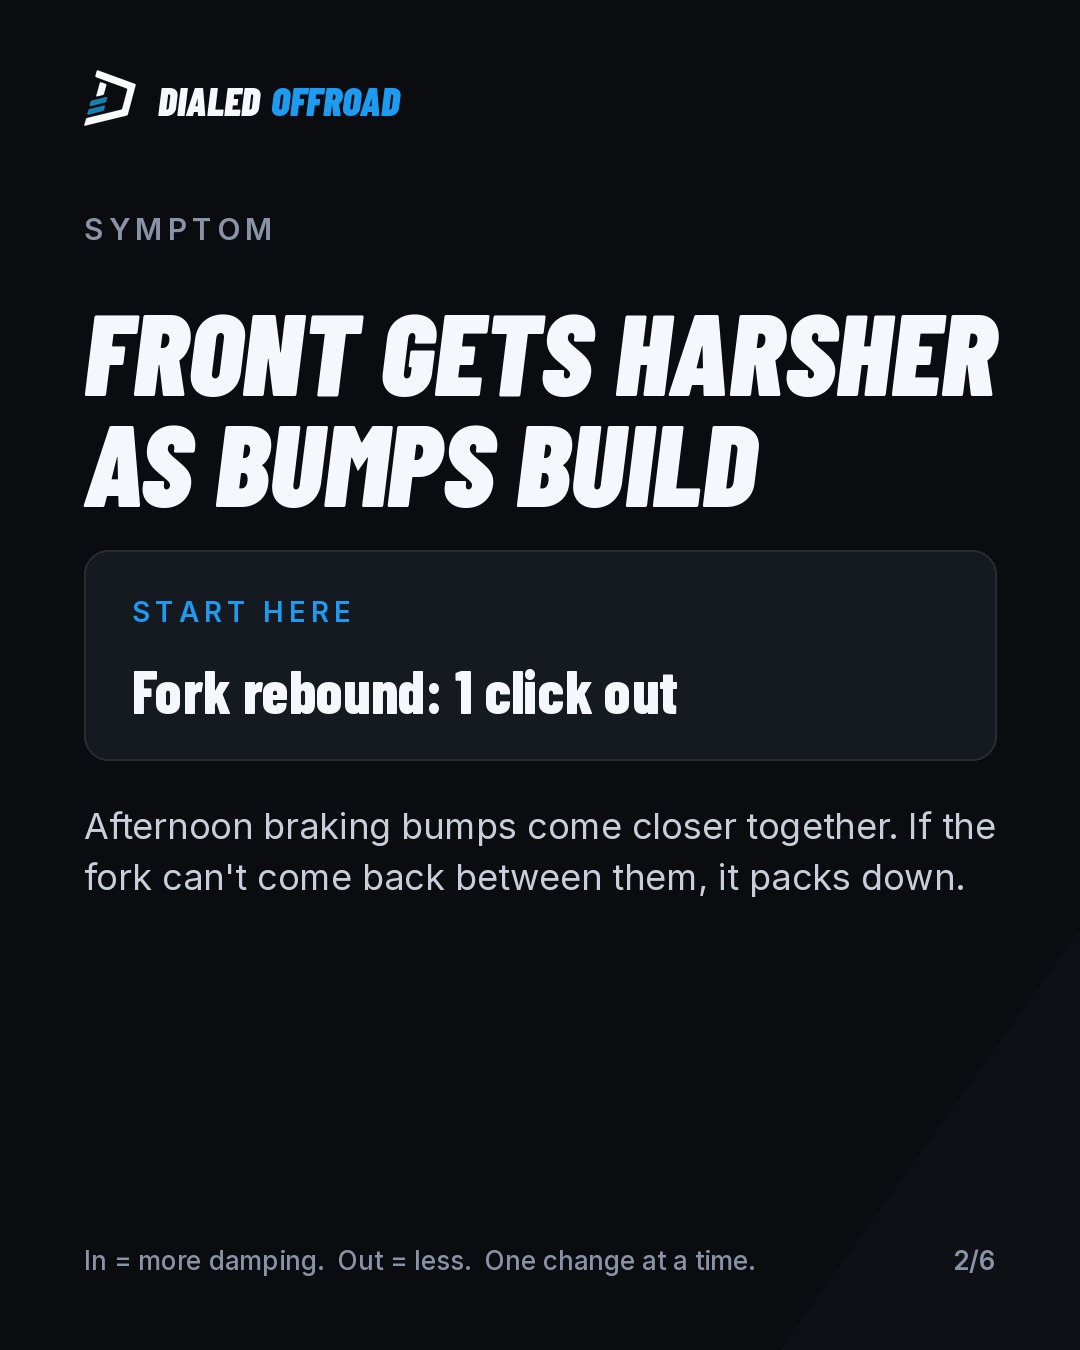 DIALED OFFROAD
SYMPTOM
FRONT GETS HARSHER
AS BUMPS BUILD
START HERE
Fork rebound: 1 click out
Afternoon braking bumps come closer together. If the
fork can't come back between them, it packs down.
In = more damping. Out = less. One change at a time.
2/6